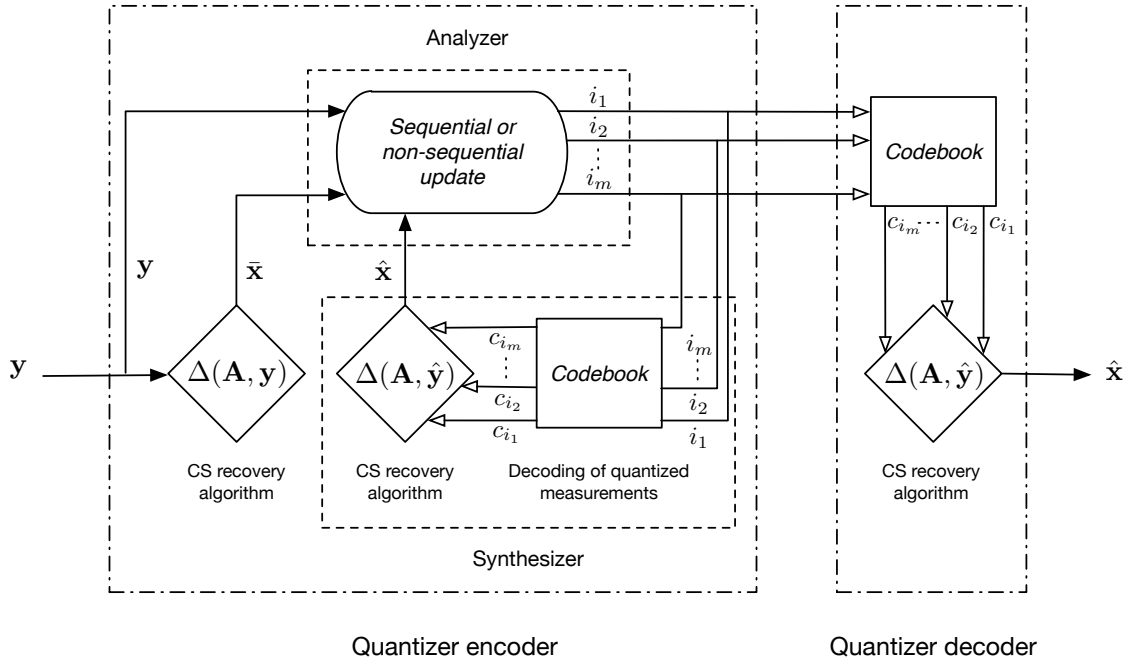 Analyzer
Sequential or
non-sequential
update
i_1
i_2
i_m
Codebook
c_{i_m} c_{i_2} c_{i_1}
y
x̄
x̂
y
Δ(A, y)
Δ(A, ŷ)
c_{i_m}
c_{i_2}
c_{i_1}
Codebook
i_m
i_2
i_1
Δ(A, ŷ)
x̂
CS recovery
algorithm
CS recovery
algorithm
Decoding of quantized
measurements
CS recovery
algorithm
Synthesizer
Quantizer encoder
Quantizer decoder